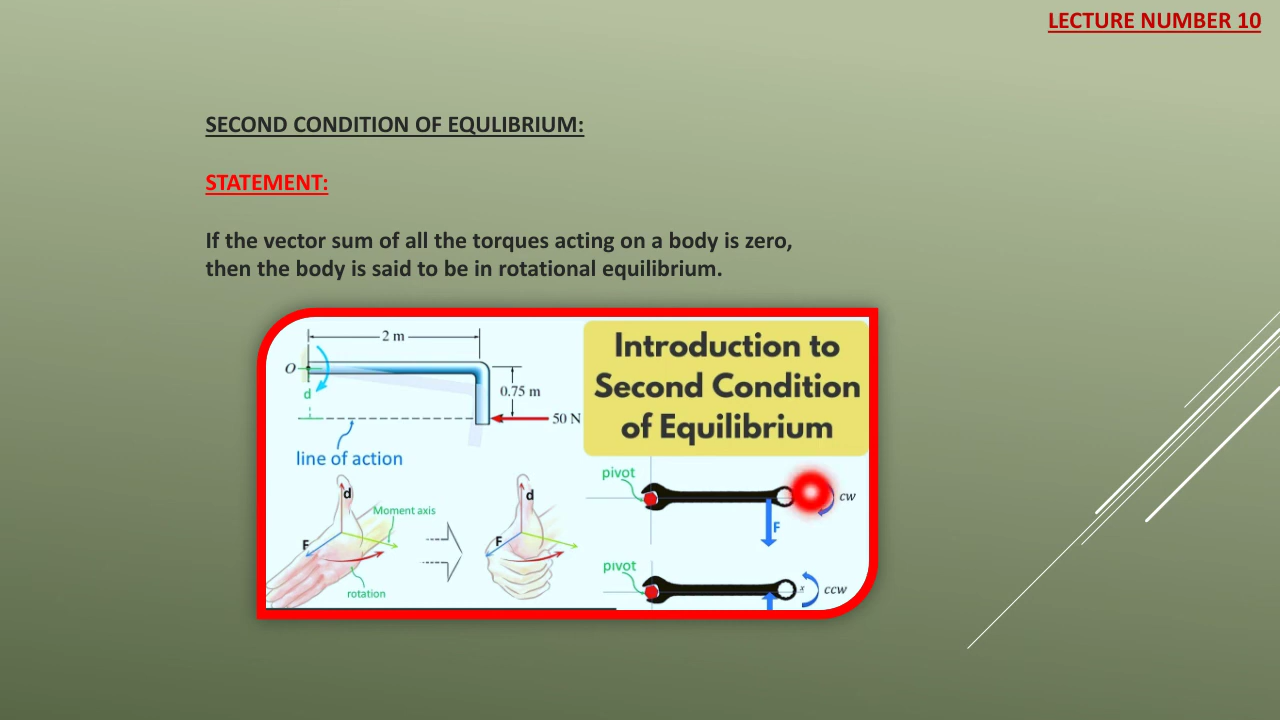 LECTURE NUMBER 10
SECOND CONDITION OF EQULIBRIUM:
STATEMENT:
If the vector sum of all the torques acting on a body is zero,
then the body is said to be in rotational equilibrium.
2 m
O
d
0.75 m
50 N
line of action
Introduction to
Second Condition
of Equilibrium
d
Moment axis
F
rotation
d
F
pivot
cw
F
pivot
x
ccw